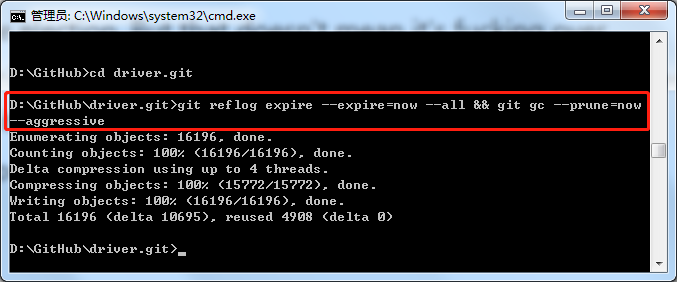 管理员: C:\Windows\system32\cmd.exe
D:\GitHub>cd driver.git
D:\GitHub\driver.git>git reflog expire --expire=now --all && git gc --prune=now
--aggressive
Enumerating objects: 16196, done.
Counting objects: 100% (16196/16196), done.
Delta compression using up to 4 threads.
Compressing objects: 100% (15772/15772), done.
Writing objects: 100% (16196/16196), done.
Total 16196 (delta 10695), reused 4908 (delta 0)
D:\GitHub\driver.git>_